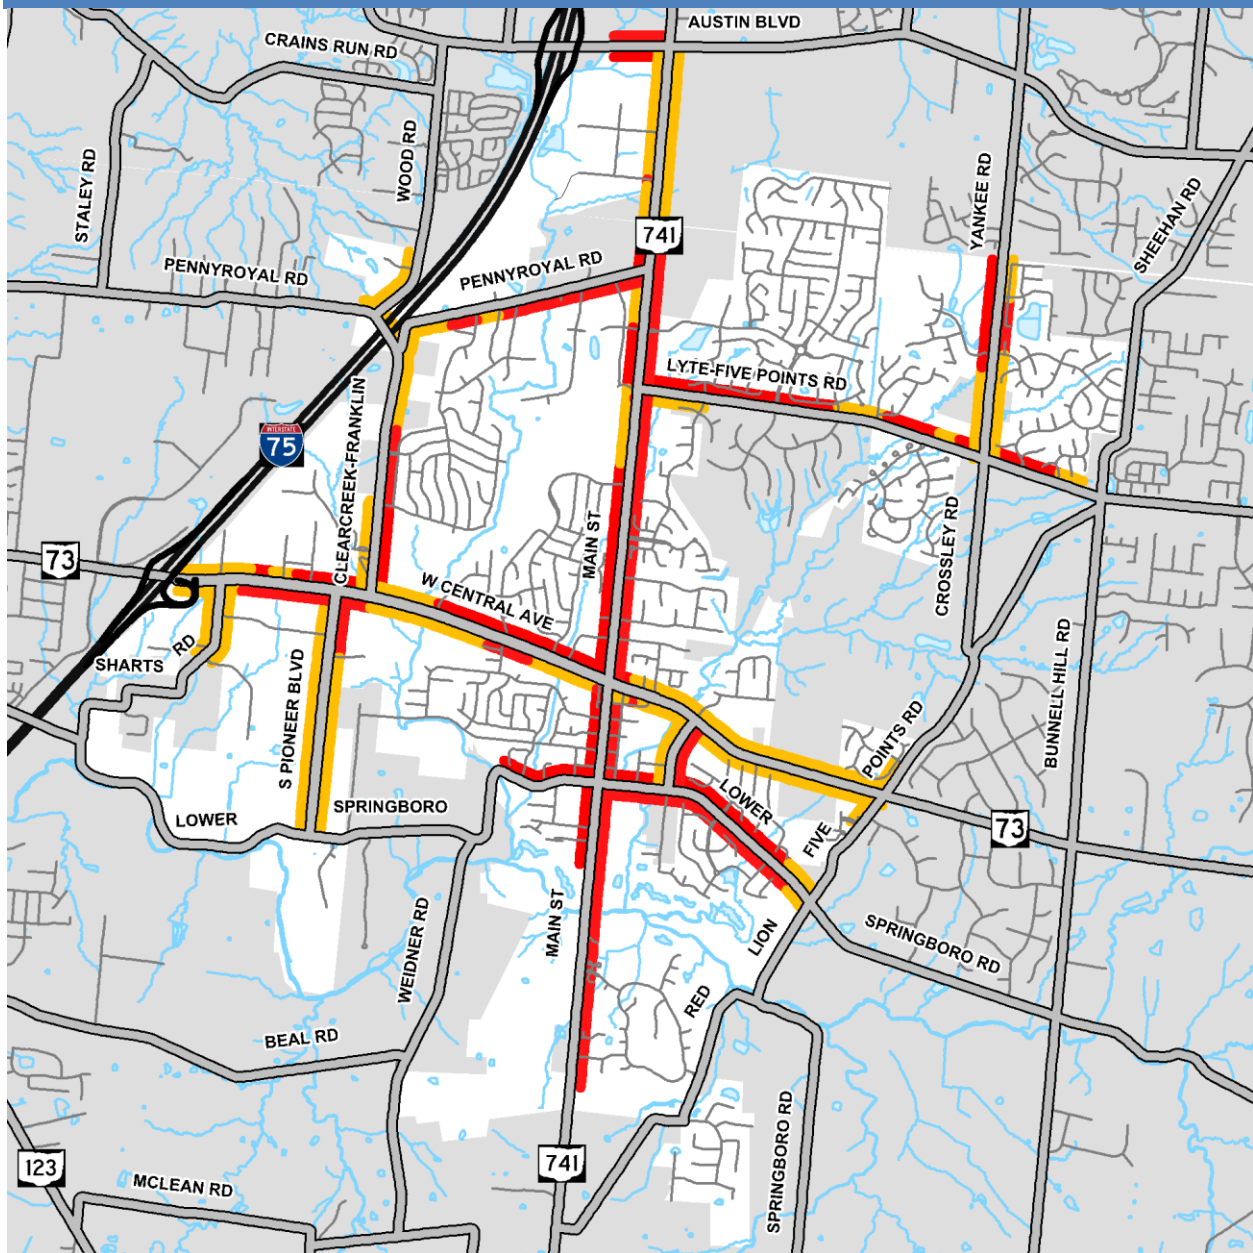 AUSTIN BLVD
CRAINS RUN RD
WOOD RD
STALEY RD
YANKEE RD
SHEEHAN RD
741
PENNYROYAL RD
PENNYROYAL RD
LYTE-FIVE POINTS RD
INTERSTATE
75
CLEARCREEK-FRANKLIN
MAIN ST
CROSSLEY RD
73
W CENTRAL AVE
BUNNELL HILL RD
SHARTS RD
S PIONEER BLVD
FIVE POINTS RD
LOWER SPRINGBORO
LOWER SPRINGBORO RD
73
MAIN ST
WEIDNER RD
RED LION
BEAL RD
SPRINGBORO RD
741
123
MCLEAN RD